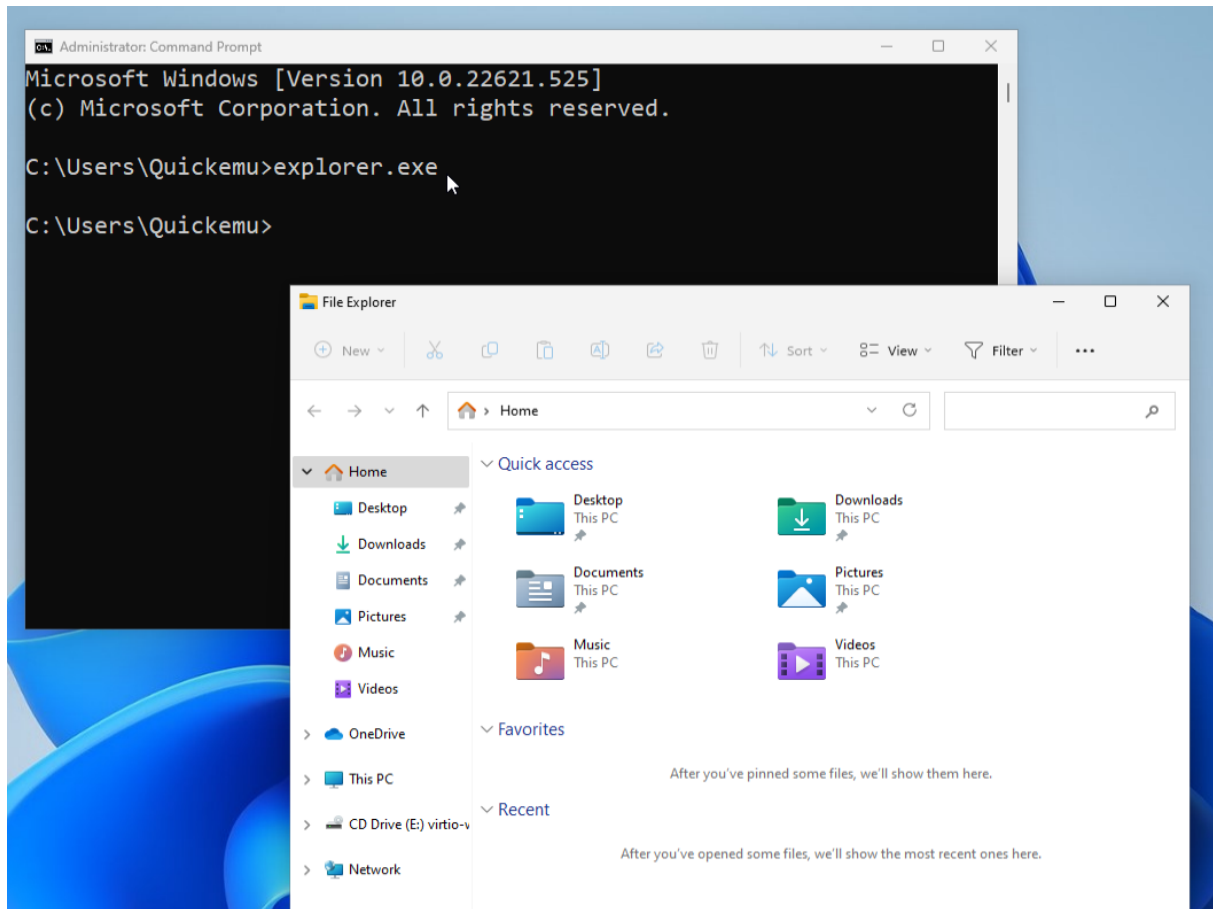 Administrator: Command Prompt
Microsoft Windows [Version 10.0.22621.525]
(c) Microsoft Corporation. All rights reserved.
C:\Users\Quickemu>explorer.exe
C:\Users\Quickemu>
File Explorer
New
Sort
View
Filter
Home
Home
Desktop
Downloads
Documents
Pictures
Music
Videos
OneDrive
This PC
CD Drive (E:) virtio-
Network
Quick access
Desktop
This PC
Downloads
This PC
Documents
This PC
Pictures
This PC
Music
This PC
Videos
This PC
Favorites
After you've pinned some files, we'll show them here.
Recent
After you've opened some files, we'll show the most recent ones here.